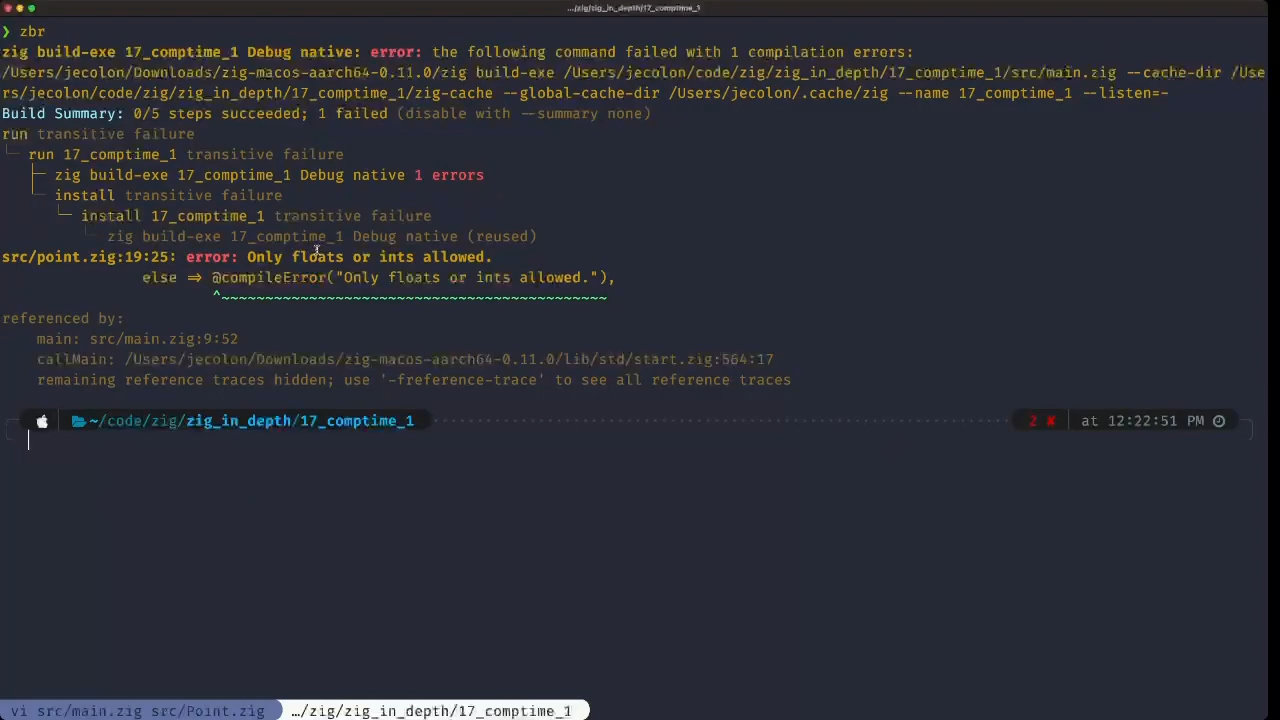 …/zig/zig_in_depth/17_comptime_1
❯ zbr
zig build-exe 17_comptime_1 Debug native: error: the following command failed with 1 compilation errors:
/Users/jecolon/Downloads/zig-macos-aarch64-0.11.0/zig build-exe /Users/jecolon/code/zig/zig_in_depth/17_comptime_1/src/main.zig --cache-dir /Use
rs/jecolon/code/zig/zig_in_depth/17_comptime_1/zig-cache --global-cache-dir /Users/jecolon/.cache/zig --name 17_comptime_1 --listen=-
Build Summary: 0/5 steps succeeded; 1 failed (disable with --summary none)
run transitive failure
└─ run 17_comptime_1 transitive failure
├─ zig build-exe 17_comptime_1 Debug native 1 errors
└─ install transitive failure
└─ install 17_comptime_1 transitive failure
└─ zig build-exe 17_comptime_1 Debug native (reused)
src/point.zig:19:25: error: Only floats or ints allowed.
else => @compileError("Only floats or ints allowed."),
^~~~~~~~~~~~~~~~~~~~~~~~~~~~~~~~~~~~~~~~~~~~~
referenced by:
main: src/main.zig:9:52
callMain: /Users/jecolon/Downloads/zig-macos-aarch64-0.11.0/lib/std/start.zig:564:17
remaining reference traces hidden; use '-freference-trace' to see all reference traces
~/code/zig/zig_in_depth/17_comptime_1 2 ✘ at 12:22:51 PM
vi src/main.zig src/Point.zig …/zig/zig_in_depth/17_comptime_1